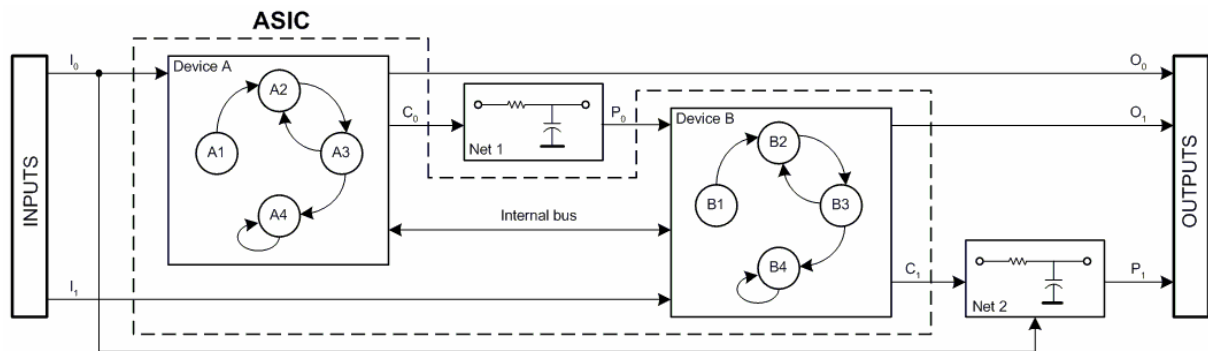 ASIC
INPUTS
I0
Device A
A2
A1
A3
A4
C0
Net 1
P0
Device B
B2
B1
B3
B4
Internal bus
I1
C1
Net 2
P1
O0
O1
OUTPUTS